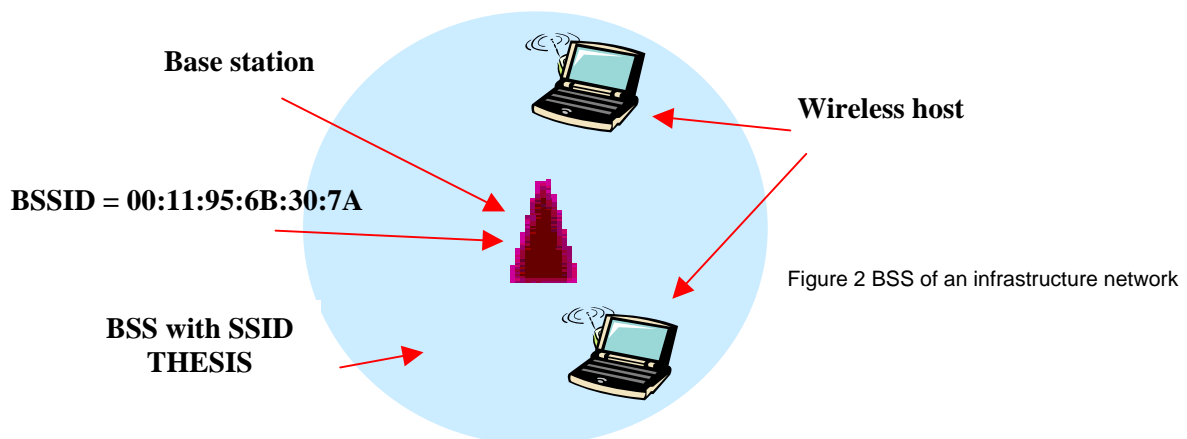 Base station
Wireless host
BSSID = 00:11:95:6B:30:7A
Figure 2 BSS of an infrastructure network
BSS with SSID
THESIS